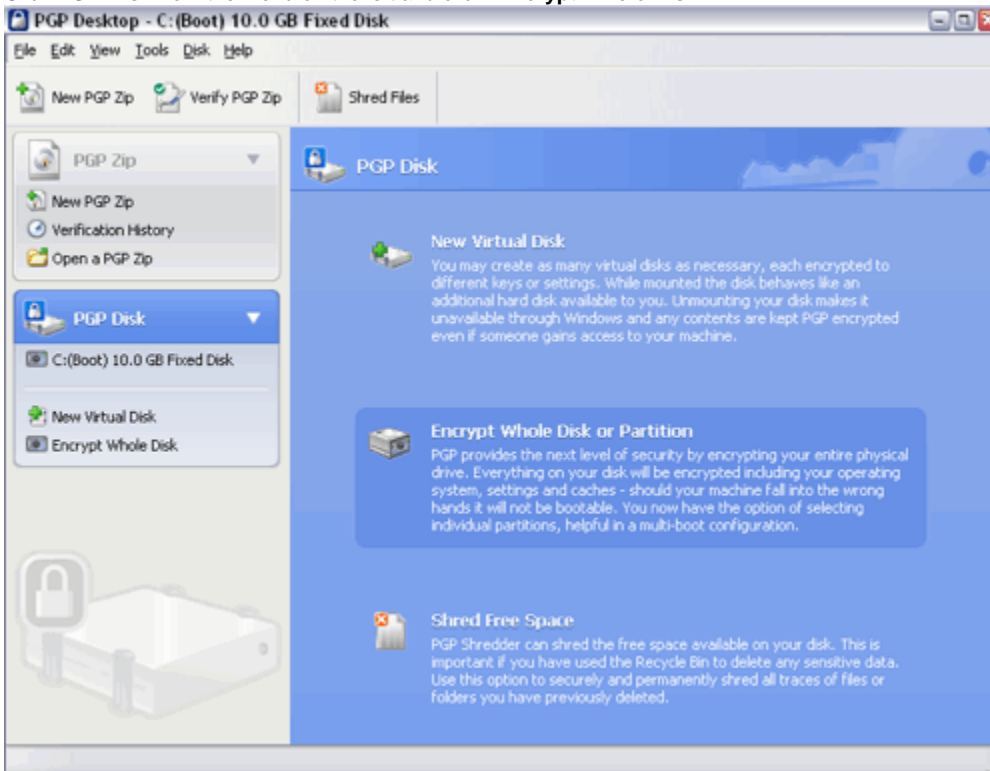 PGP Desktop - C:(Boot) 10.0 GB Fixed Disk
File Edit View Tools Disk Help
New PGP Zip Verify PGP Zip Shred Files
PGP Zip
New PGP Zip
Verification History
Open a PGP Zip
PGP Disk
C:(Boot) 10.0 GB Fixed Disk
New Virtual Disk
Encrypt Whole Disk
PGP Disk
New Virtual Disk
You may create as many virtual disks as necessary, each encrypted to
different keys or settings. While mounted the disk behaves like an
additional hard disk available to you. Unmounting your disk makes it
unavailable through Windows and any contents are kept PGP encrypted
even if someone gains access to your machine.
Encrypt Whole Disk or Partition
PGP provides the next level of security by encrypting your entire physical
drive. Everything on your disk will be encrypted including your operating
system, settings and caches - should your machine fall into the wrong
hands it will not be bootable. You now have the option of selecting
individual partitions, helpful in a multi-boot configuration.
Shred Free Space
PGP Shredder can shred the free space available on your disk. This is
important if you have used the Recycle Bin to delete any sensitive data.
Use this option to securely and permanently shred all traces of files or
folders you have previously deleted.